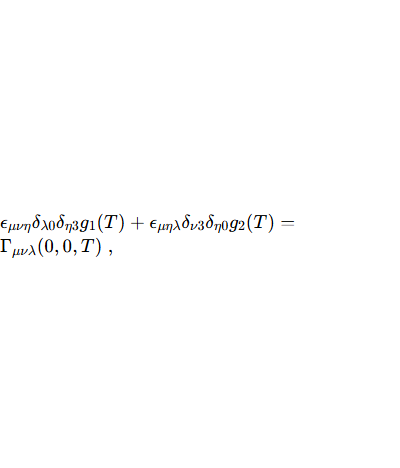 ϵ_{μνη}δ_{λ0}δ_{η3}g_1(T) + ϵ_{μηλ}δ_{ν3}δ_{η0}g_2(T) =
Γ_{μνλ}(0, 0, T) ,